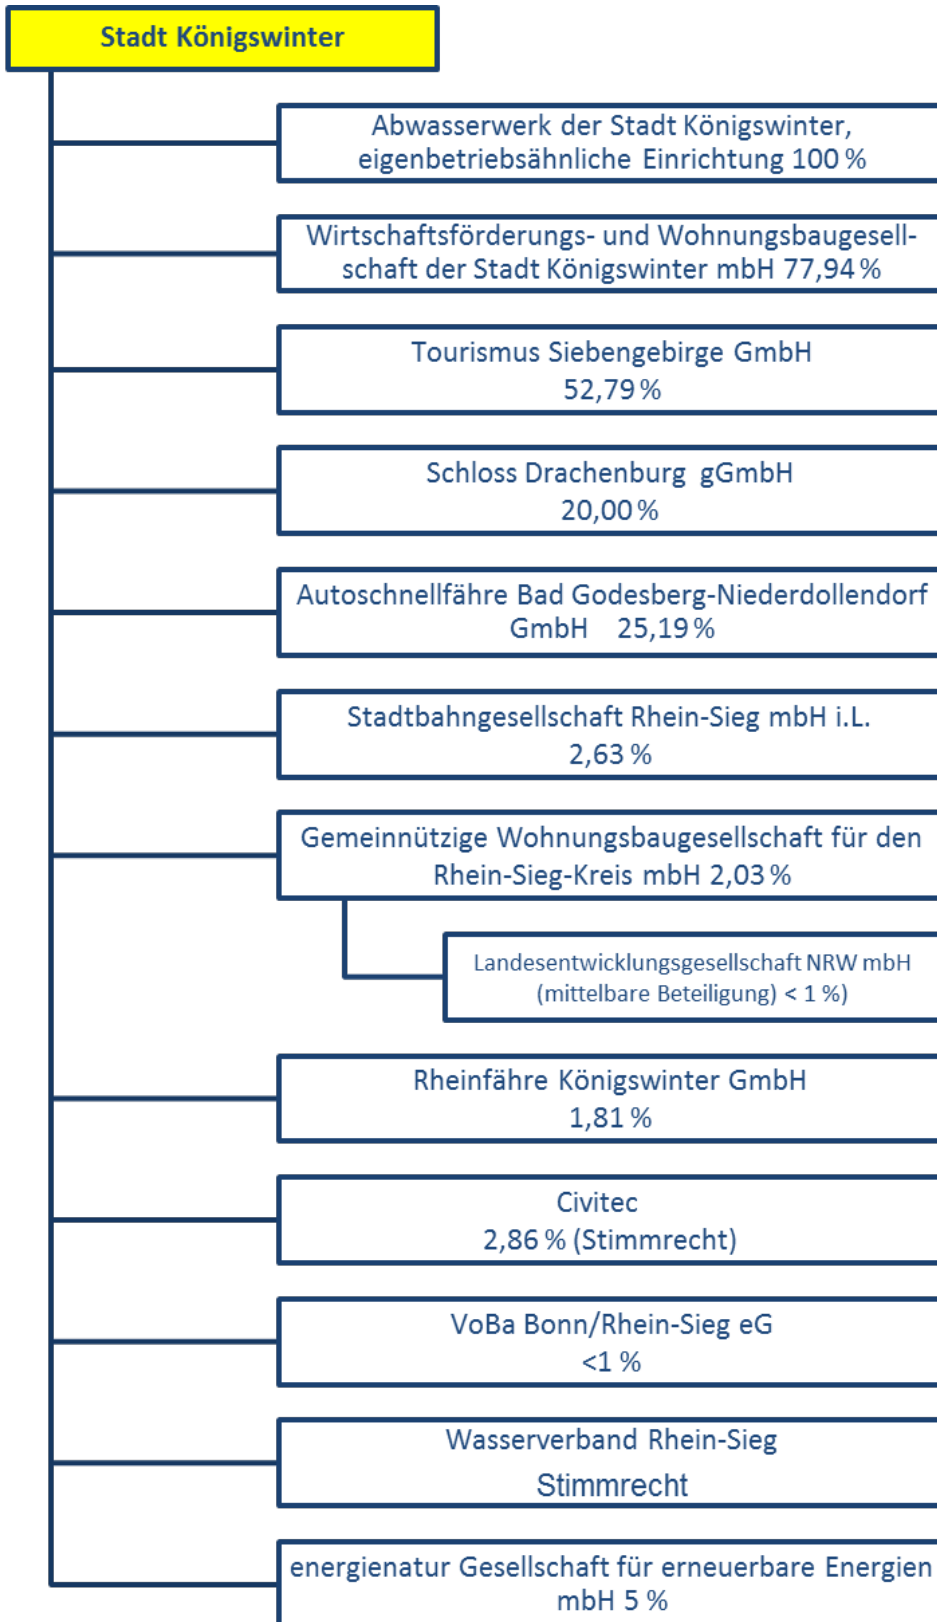 Stadt Königswinter
Abwasserwerk der Stadt Königswinter,
eigenbetriebsähnliche Einrichtung 100 %
Wirtschaftsförderungs- und Wohnungsbaugesell-
schaft der Stadt Königswinter mbH 77,94 %
Tourismus Siebengebirge GmbH
52,79 %
Schloss Drachenburg gGmbH
20,00 %
Autoschnellfähre Bad Godesberg-Niederdollendorf
GmbH 25,19 %
Stadtbahngesellschaft Rhein-Sieg mbH i.L.
2,63 %
Gemeinnützige Wohnungsbaugesellschaft für den
Rhein-Sieg-Kreis mbH 2,03 %
Landesentwicklungsgesellschaft NRW mbH
(mittelbare Beteiligung) < 1 %)
Rheinfähre Königswinter GmbH
1,81 %
Civitec
2,86 % (Stimmrecht)
VoBa Bonn/Rhein-Sieg eG
<1 %
Wasserverband Rhein-Sieg
Stimmrecht
energienatur Gesellschaft für erneuerbare Energien
mbH 5 %